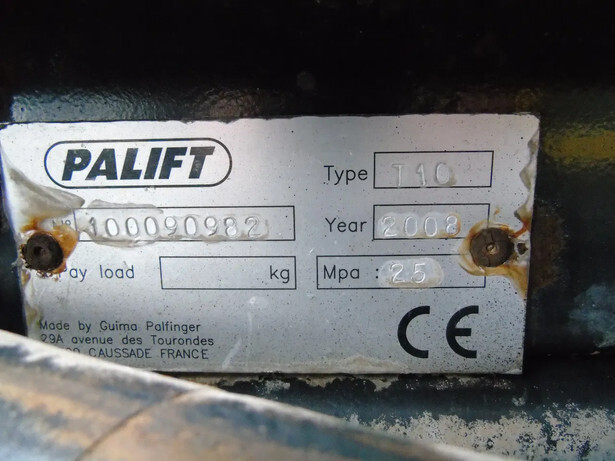 PALIFT
Type T10
100090982
Year 2008
ay load kg
Mpa : 25
Made by Guima Palfinger
29A avenue des Tourondes
CAUSSADE FRANCE
CE